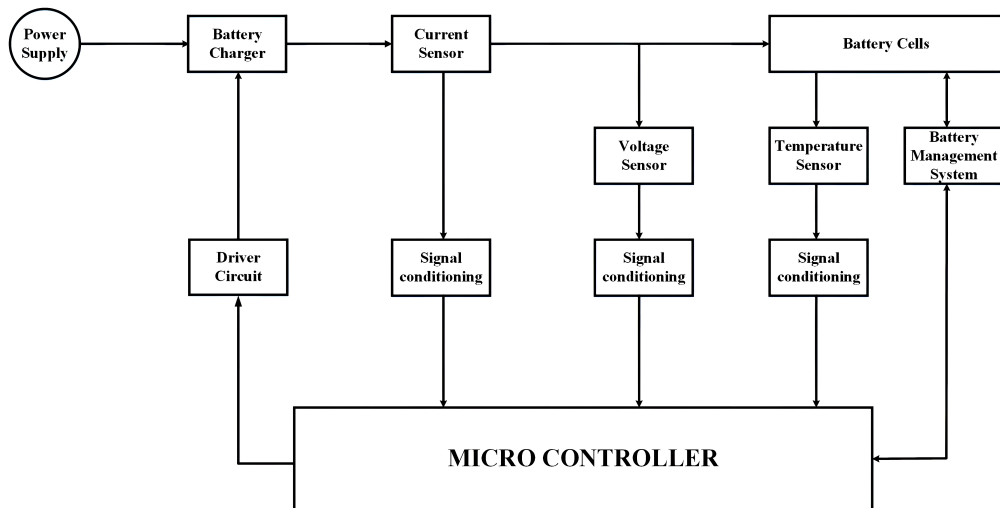 Power
Supply
Battery
Charger
Current
Sensor
Battery Cells
Voltage
Sensor
Temperature
Sensor
Battery
Management
System
Driver
Circuit
Signal
conditioning
Signal
conditioning
Signal
conditioning
MICRO CONTROLLER